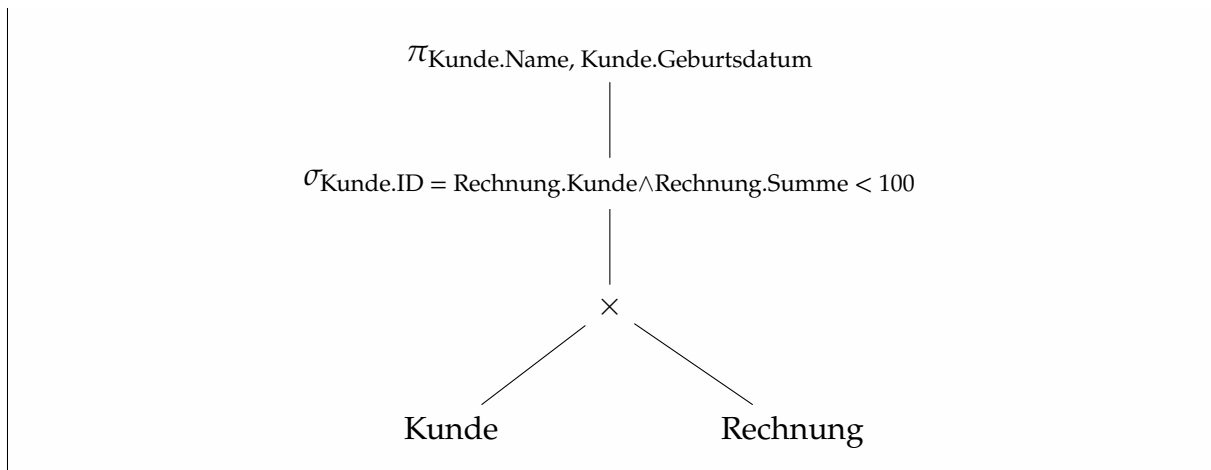 πKunde.Name, Kunde.Geburtsdatum
σKunde.ID = Rechnung.Kunde∧Rechnung.Summe < 100
×
Kunde Rechnung